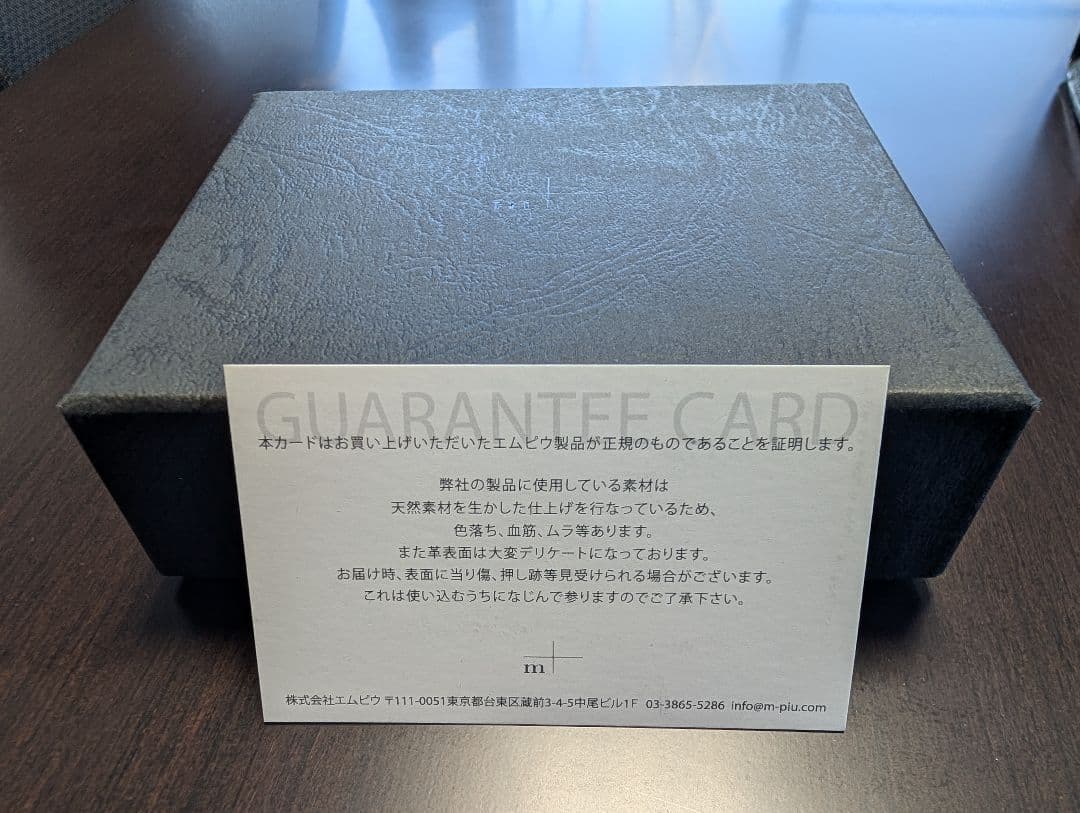 GUARANTEE CARD
本カードはお買い上げいただいたエムピウ製品が正規のものであることを証明します。
弊社の製品に使用している素材は
天然素材を生かした仕上げを行なっているため、
色落ち、血筋、ムラ等あります。
また革表面は大変デリケートになっております。
お届け時、表面に当り傷、押し跡等見受けられる場合がございます。
これは使い込むうちになじんで参りますのでご了承下さい。
m+
株式会社エムピウ 〒111-0051東京都台東区蔵前3-4-5中尾ビル1F 03-3865-5286 info@m-piu.com